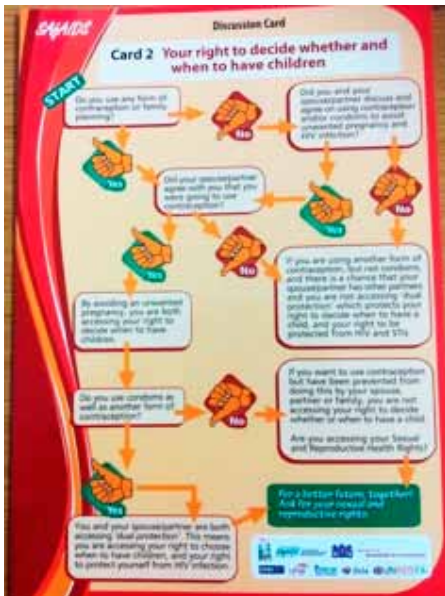 SAfAIDS
Discussion Card
Card 2 Your right to decide whether and
when to have children
START
Do you use any form of
contraception or family
planning?
No
Did you and your
spouse/partner discuss and
agree on using contraception
and/or condoms to avoid
unwanted pregnancy and
HIV infection?
Yes
Did your spouse/partner
agree with you that you
were going to use
contraception?
Yes
No
Yes
No
By avoiding an unwanted
pregnancy, you are both
accessing your right to
decide when to have
children.
If you are using another form of
contraception, but not condoms,
and there is a chance that your
spouse/partner has other partners
and you are not accessing 'dual
protection' which protects your
right to decide when to have a
child, and your right to be
protected from HIV and STIs
Do you use condoms as
well as another form of
contraception?
No
If you want to use contraception
but have been prevented from
doing this by your spouse,
partner or family, you are not
accessing your right to decide
whether or when to have a child.
Are you accessing your Sexual
and Reproductive Health Rights?
Yes
You and your spouse/partner are both
accessing 'dual protection'. This means
you are accessing your right to choose
when to have children, and your right
to protect yourself from HIV infection.
For a better future, together!
Ask for your sexual and
reproductive rights.